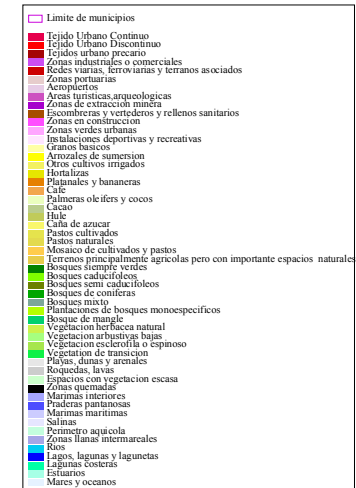 Limite de municipios
Tejido Urbano Continuo
Tejido Urbano Discontinuo
Tejidos urbano precario
Zonas industriales o comerciales
Redes viarias, ferroviarias y terranos asociados
Zonas portuarias
Aeropuertos
Areas turisticas,arqueologicas
Zonas de extraccion minera
Escombreras y vertederos y rellenos sanitarios
Zonas en construccion
Zonas verdes urbanas
Instalaciones deportivas y recreativas
Granos basicos
Arrozales de sumersion
Otros cultivos irrigados
Hortalizas
Platanales y bananeras
Café
Palmeras oleifers y cocos
Cacao
Hule
Caña de azucar
Pastos cultivados
Pastos naturales
Mosaico de cultivados y pastos
Terrenos principalmente agricolas pero con importante espacios naturales
Bosques siempre verdes
Bosques caducifoleos
Bosques semi caducifoleos
Bosques de coniferas
Bosques mixto
Plantaciones de bosques monoespecificos
Bosque de mangle
Vegetacion herbacea natural
Vegetacion arbustivas bajas
Vegetacion esclerofila o espinoso
Vegetation de transicion
Playas, dunas y arenales
Roquedas, lavas
Espacios con vegetacion escasa
Zonas quemadas
Marimas interiores
Praderas pantanosas
Marimas maritimas
Salinas
Perimetro aquicola
Zonas llanas intermareales
Rios
Lagos, lagunas y lagunetas
Lagunas costeras
Estuarios
Mares y oceanos